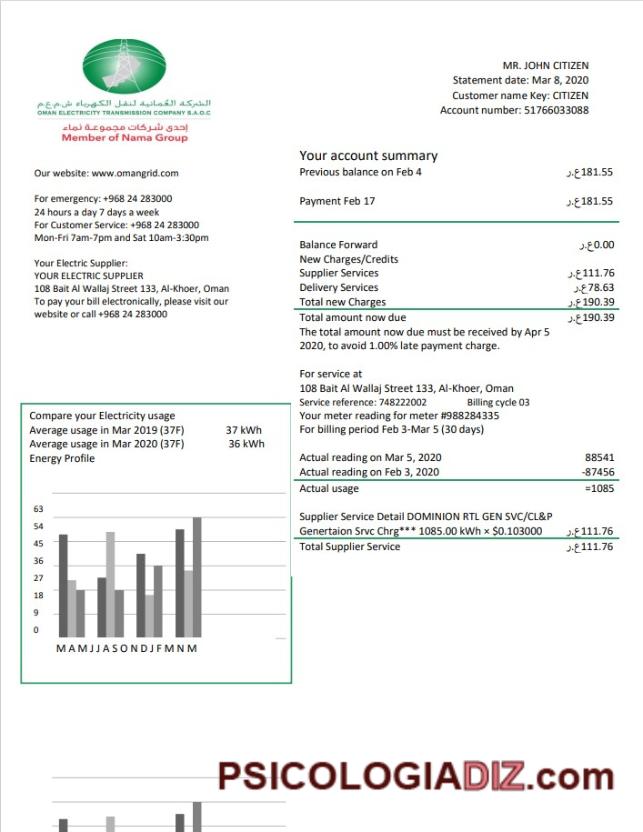 الشركة العُمانية لنقل الكهرباء ش.م.ع.م
OMAN ELECTRICITY TRANSMISSION COMPANY S.A.O.C
إحدى شركات مجموعة نماء
Member of Nama Group
MR. JOHN CITIZEN
Statement date: Mar 8, 2020
Customer name Key: CITIZEN
Account number: 51766033088
Our website: www.omangrid.com
For emergency: +968 24 283000
24 hours a day 7 days a week
For Customer Service: +968 24 283000
Mon-Fri 7am-7pm and Sat 10am-3:30pm
Your Electric Supplier:
YOUR ELECTRIC SUPPLIER
108 Bait Al Wallaj Street 133, Al-Khoer, Oman
To pay your bill electronically, please visit our
website or call +968 24 283000
Your account summary
Previous balance on Feb 4 ر.ع181.55
Payment Feb 17 ر.ع181.55
Balance Forward ر.ع0.00
New Charges/Credits
Supplier Services ر.ع111.76
Delivery Services ر.ع78.63
Total new Charges ر.ع190.39
Total amount now due ر.ع190.39
The total amount now due must be received by Apr 5
2020, to avoid 1.00% late payment charge.
For service at
108 Bait Al Wallaj Street 133, Al-Khoer, Oman
Service reference: 748222002 Billing cycle 03
Your meter reading for meter #988284335
For billing period Feb 3-Mar 5 (30 days)
Actual reading on Mar 5, 2020 88541
Actual reading on Feb 3, 2020 -87456
Actual usage =1085
Supplier Service Detail DOMINION RTL GEN SVC/CL&P
Genertaion Srvc Chrg*** 1085.00 kWh × $0.103000 ر.ع111.76
Total Supplier Service ر.ع111.76
Compare your Electricity usage
Average usage in Mar 2019 (37F) 37 kWh
Average usage in Mar 2020 (37F) 36 kWh
Energy Profile
63
54
45
36
27
18
9
0
M A M J J A S O N D J F M N M
PSICOLOGIADIZ.com